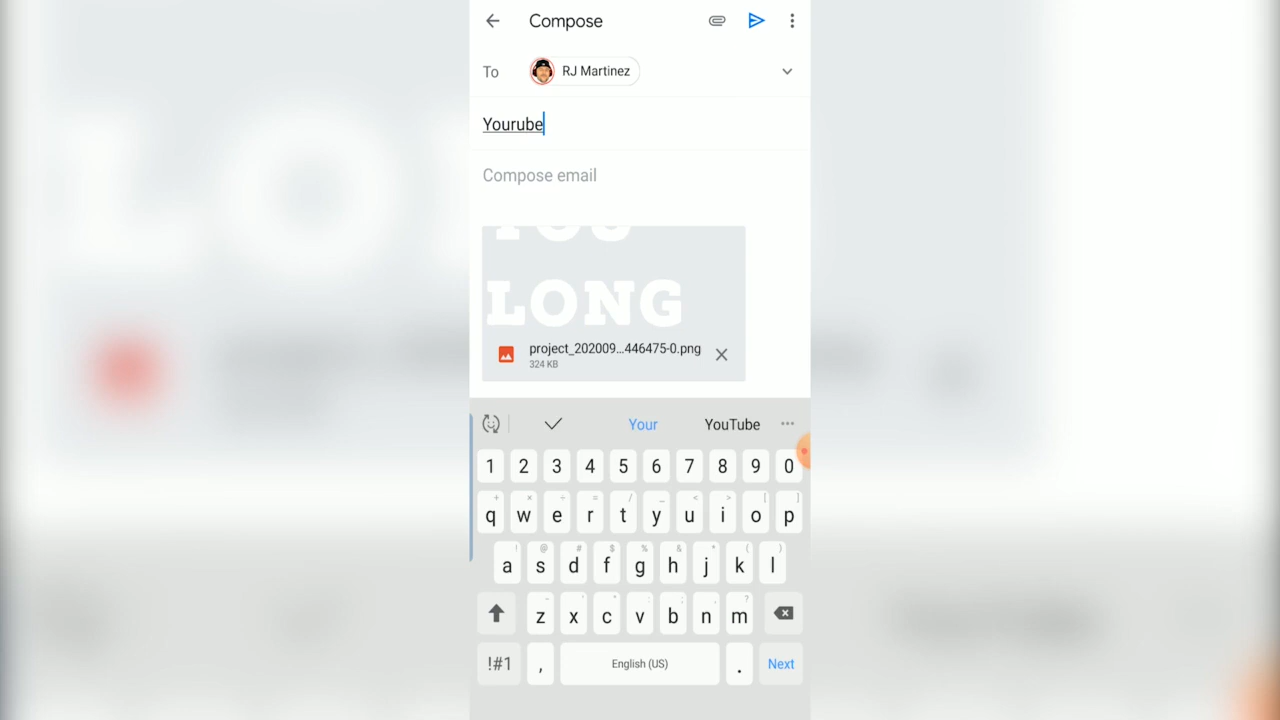 Compose
To RJ Martinez
Yourube
Compose email
YOU
LONG
project_202009...446475-0.png
324 KB
Your YouTube
1 2 3 4 5 6 7 8 9 0
+ × ÷ = / _ < > [ ]
q w e r t y u i o p
! @ # $ % & * ( )
a s d f g h j k l
- ' " : ; , ?
z x c v b n m
!#1 , English (US) . Next